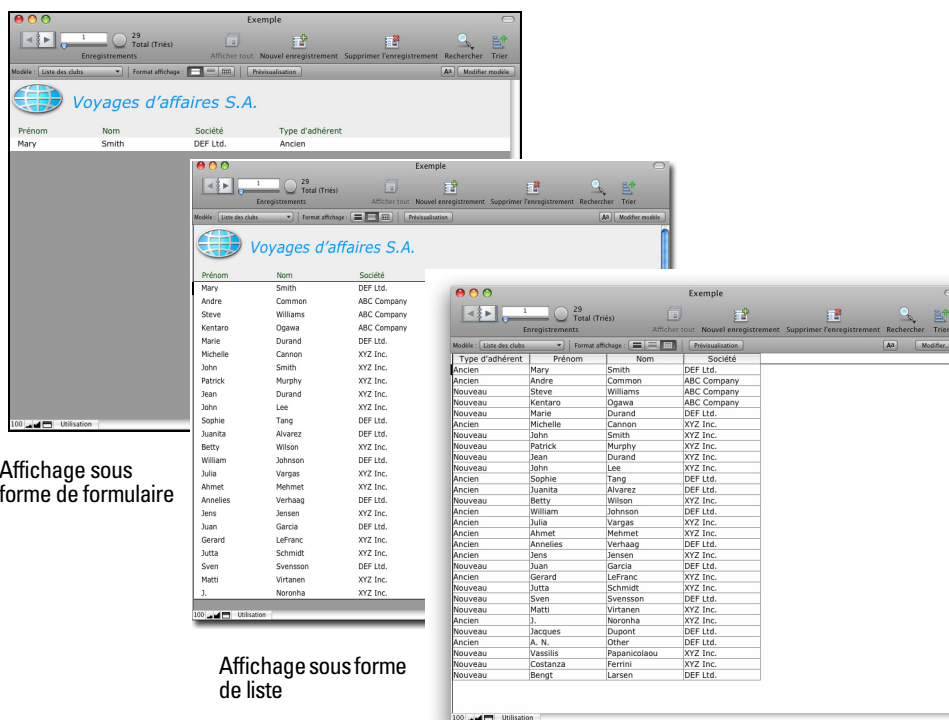 Exemple
1
29
Total (Triés)
Enregistrements
Afficher tout Nouvel enregistrement Supprimer l'enregistrement Rechercher Trier
Modèle : Liste des clubs Format affichage : Prévisualisation Aa Modifier modèle
Voyages d'affaires S.A.
Prénom Nom Société Type d'adhérent
Mary Smith DEF Ltd. Ancien
100 Utilisation
Affichage sous
forme de formulaire
Exemple
1
29
Total (Triés)
Enregistrements
Afficher tout Nouvel enregistrement Supprimer l'enregistrement Rechercher Trier
Modèle : Liste des clubs Format affichage : Prévisualisation Aa Modifier modèle
Voyages d'affaires S.A.
Prénom Nom Société
Mary Smith DEF Ltd.
Andre Common ABC Company
Steve Williams ABC Company
Kentaro Ogawa ABC Company
Marie Durand DEF Ltd.
Michelle Cannon XYZ Inc.
John Smith XYZ Inc.
Patrick Murphy XYZ Inc.
Jean Durand XYZ Inc.
John Lee XYZ Inc.
Sophie Tang DEF Ltd.
Juanita Alvarez DEF Ltd.
Betty Wilson XYZ Inc.
William Johnson DEF Ltd.
Julia Vargas XYZ Inc.
Ahmet Mehmet XYZ Inc.
Annelies Verhaag DEF Ltd.
Jens Jensen XYZ Inc.
Juan Garcia DEF Ltd.
Gerard LeFranc XYZ Inc.
Jutta Schmidt XYZ Inc.
Sven Svensson DEF Ltd.
Matti Virtanen XYZ Inc.
J. Noronha XYZ Inc.
100 Utilisation
Affichage sous forme
de liste
Exemple
1
29
Total (Triés)
Enregistrements
Afficher tout Nouvel enregistrement Supprimer l'enregistrement Rechercher
Modèle : Liste des clubs Format affichage : Prévisualisation Aa Modifier...
Type d'adhérent Prénom Nom Société
Ancien Mary Smith DEF Ltd.
Ancien Andre Common ABC Company
Nouveau Steve Williams ABC Company
Nouveau Kentaro Ogawa ABC Company
Nouveau Marie Durand DEF Ltd.
Ancien Michelle Cannon XYZ Inc.
Nouveau John Smith XYZ Inc.
Nouveau Patrick Murphy XYZ Inc.
Nouveau Jean Durand XYZ Inc.
Nouveau John Lee XYZ Inc.
Ancien Sophie Tang DEF Ltd.
Ancien Juanita Alvarez DEF Ltd.
Nouveau Betty Wilson XYZ Inc.
Ancien William Johnson DEF Ltd.
Ancien Julia Vargas XYZ Inc.
Ancien Ahmet Mehmet XYZ Inc.
Ancien Annelies Verhaag DEF Ltd.
Ancien Jens Jensen XYZ Inc.
Nouveau Juan Garcia DEF Ltd.
Ancien Gerard LeFranc XYZ Inc.
Nouveau Jutta Schmidt XYZ Inc.
Nouveau Sven Svensson DEF Ltd.
Nouveau Matti Virtanen XYZ Inc.
Ancien J. Noronha XYZ Inc.
Nouveau Jacques Dupont DEF Ltd.
Ancien A. N. Other DEF Ltd.
Nouveau Vassilis Papanicolaou XYZ Inc.
Nouveau Costanza Ferrini XYZ Inc.
Nouveau Bengt Larsen DEF Ltd.
100 Utilisation